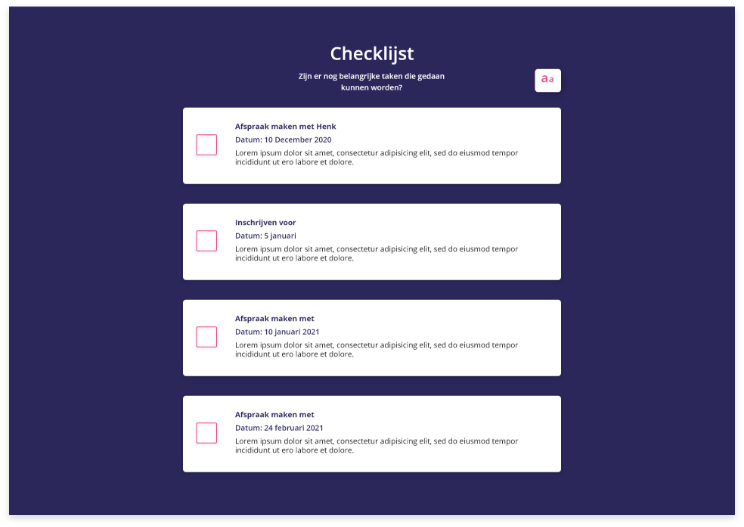 Checklijst
Zijn er nog belangrijke taken die gedaan
kunnen worden?
aa
Afspraak maken met Henk
Datum: 10 December 2020
Lorem ipsum dolor sit amet, consectetur adipisicing elit, sed do eiusmod tempor
incididunt ut ero labore et dolore.
Inschrijven voor
Datum: 5 januari
Lorem ipsum dolor sit amet, consectetur adipisicing elit, sed do eiusmod tempor
incididunt ut ero labore et dolore.
Afspraak maken met
Datum: 10 januari 2021
Lorem ipsum dolor sit amet, consectetur adipisicing elit, sed do eiusmod tempor
incididunt ut ero labore et dolore.
Afspraak maken met
Datum: 24 februari 2021
Lorem ipsum dolor sit amet, consectetur adipisicing elit, sed do eiusmod tempor
incididunt ut ero labore et dolore.